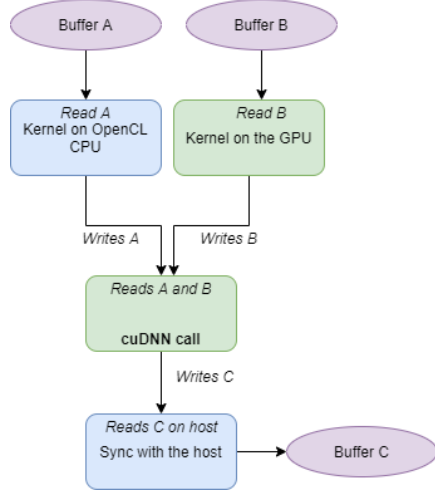 Buffer A
Buffer B
Read A
Kernel on OpenCL
CPU
Read B
Kernel on the GPU
Writes A
Writes B
Reads A and B
cuDNN call
Writes C
Reads C on host
Sync with the host
Buffer C